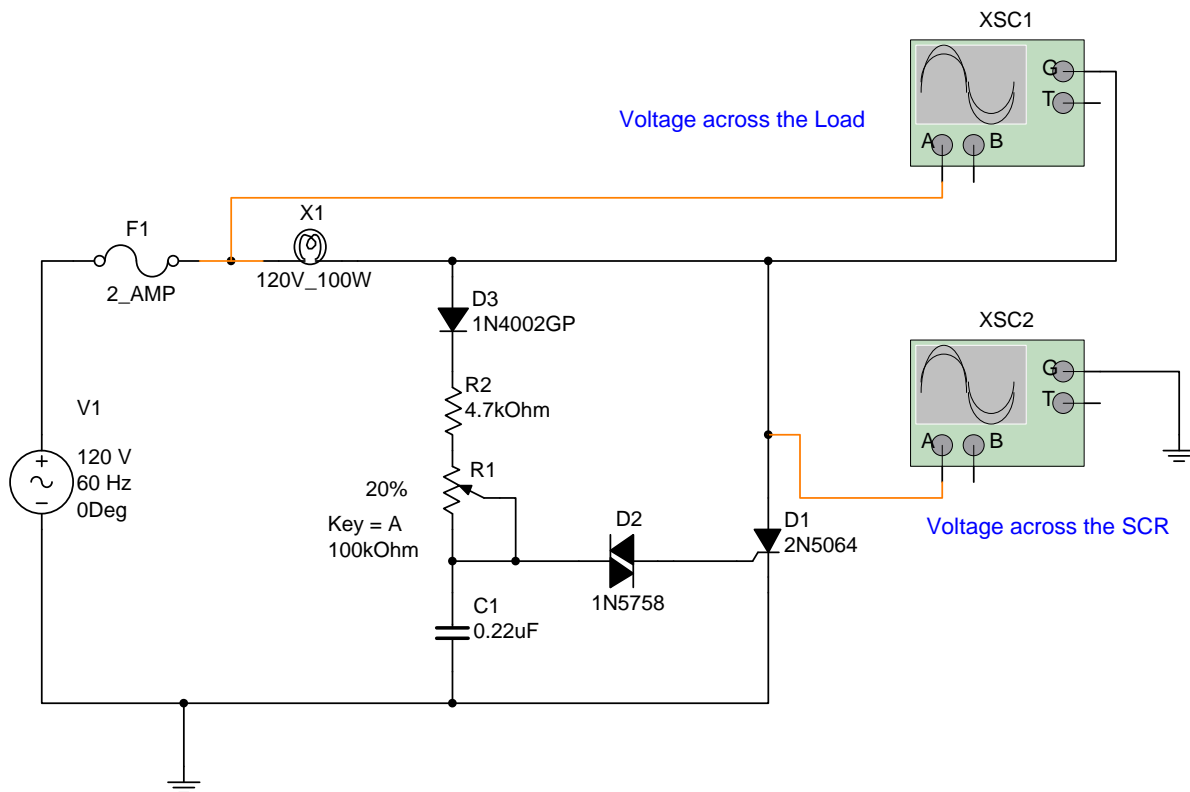 XSC1
G
T
A
B
Voltage across the Load
F1
2_AMP
X1
120V_100W
D3
1N4002GP
XSC2
G
T
A
B
R2
4.7kOhm
V1
120 V
60 Hz
0Deg
R1
20%
Key = A
100kOhm
D2
1N5758
D1
2N5064
Voltage across the SCR
C1
0.22uF